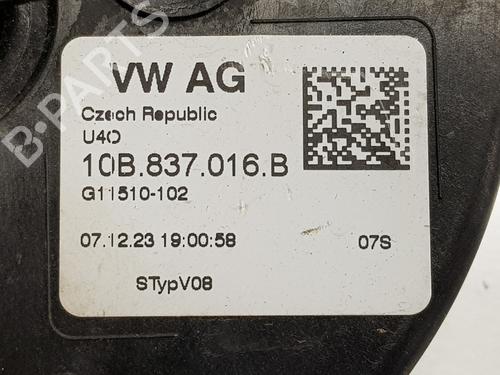 VW AG
Czech Republic
U4O
10B.837.016.B
G11510-102
07.12.23 19:00:58 07S
STypV08
B-PARTS